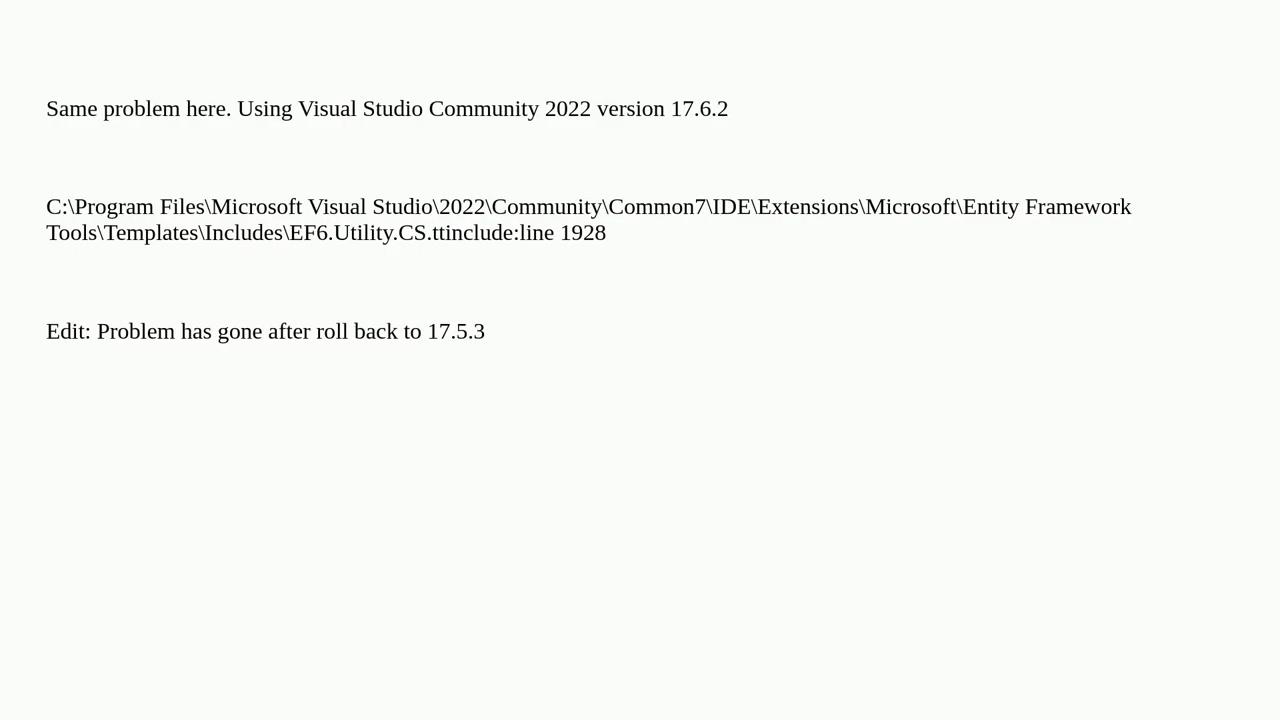 Same problem here. Using Visual Studio Community 2022 version 17.6.2
C:\Program Files\Microsoft Visual Studio\2022\Community\Common7\IDE\Extensions\Microsoft\Entity Framework
Tools\Templates\Includes\EF6.Utility.CS.ttinclude:line 1928
Edit: Problem has gone after roll back to 17.5.3